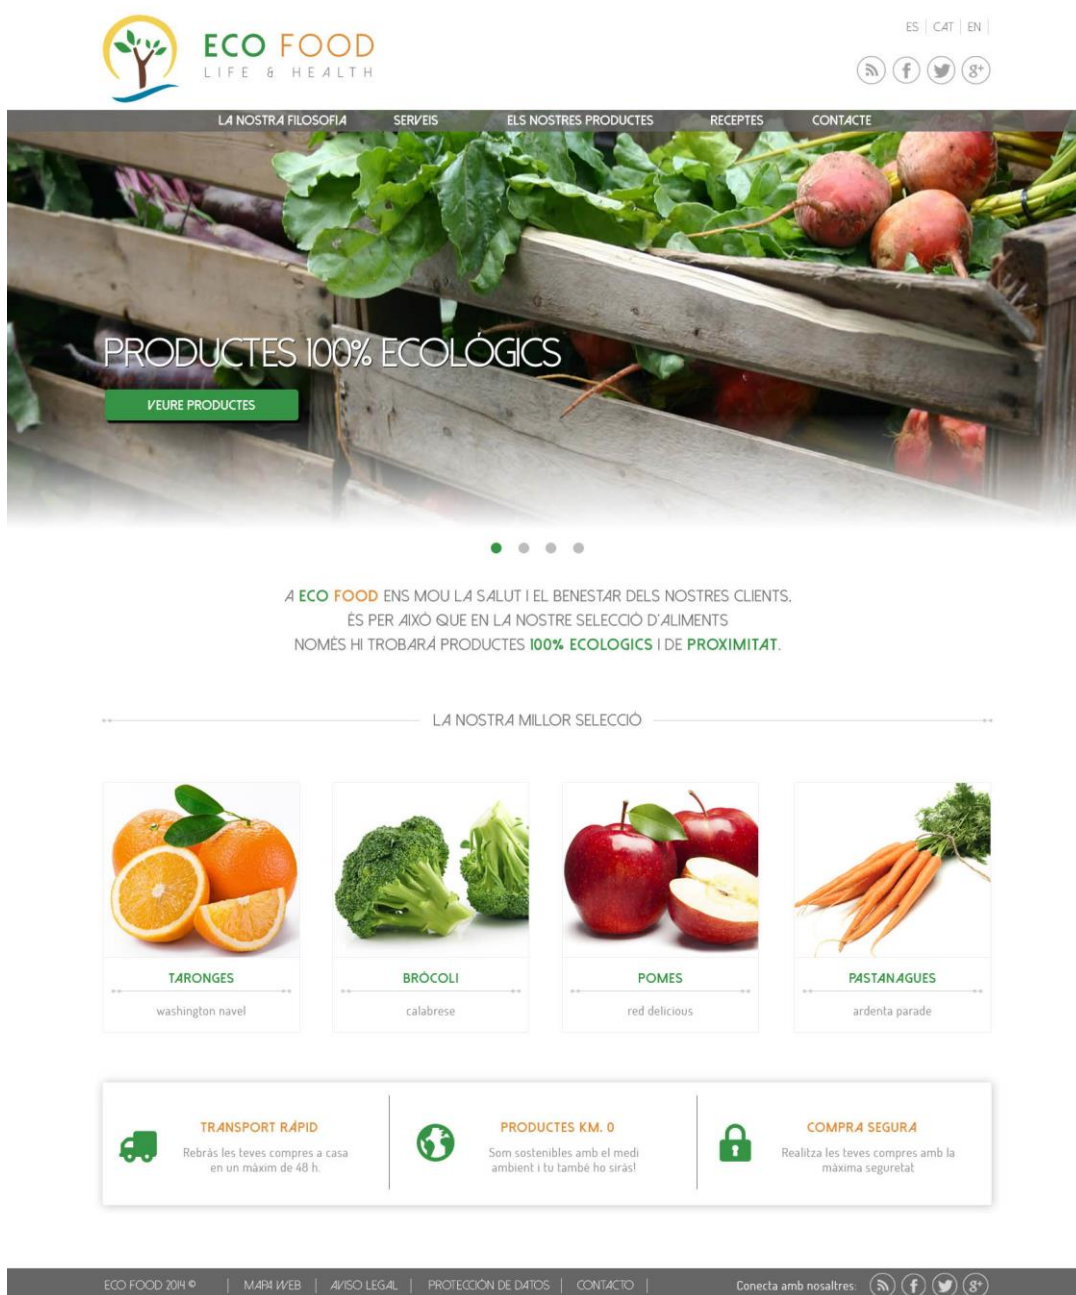 ECO FOOD
LIFE & HEALTH
ES | CAT | EN |
LA NOSTRA FILOSOFIA SERVEIS ELS NOSTRES PRODUCTES RECEPTES CONTACTE
PRODUCTES 100% ECOLÓGICS
VEURE PRODUCTES
A ECO FOOD ENS MOU LA SALUT I EL BENESTAR DELS NOSTRES CLIENTS,
ÉS PER AIXÓ QUE EN LA NOSTRE SELECCIÓ D'ALIMENTS
NOMÉS HI TROBARÁ PRODUCTES 100% ECOLOGICS I DE PROXIMITAT.
LA NOSTRA MILLOR SELECCIÓ
TARONGES
washington navel
BRÒCOLI
calabrese
POMES
red delicious
PASTANAGUES
ardenta parade
TRANSPORT RÁPID
Rebràs les teves compres a casa
en un màxim de 48 h.
PRODUCTES KM. 0
Som sostenibles amb el medi
ambient i tu també ho siràs!
COMPRA SEGURA
Realitza les teves compres amb la
màxima seguretat
ECO FOOD 2014 © | MAPA WEB | AVISO LEGAL | PROTECCIÓN DE DATOS | CONTACTO | Conecta amb nosaltres: